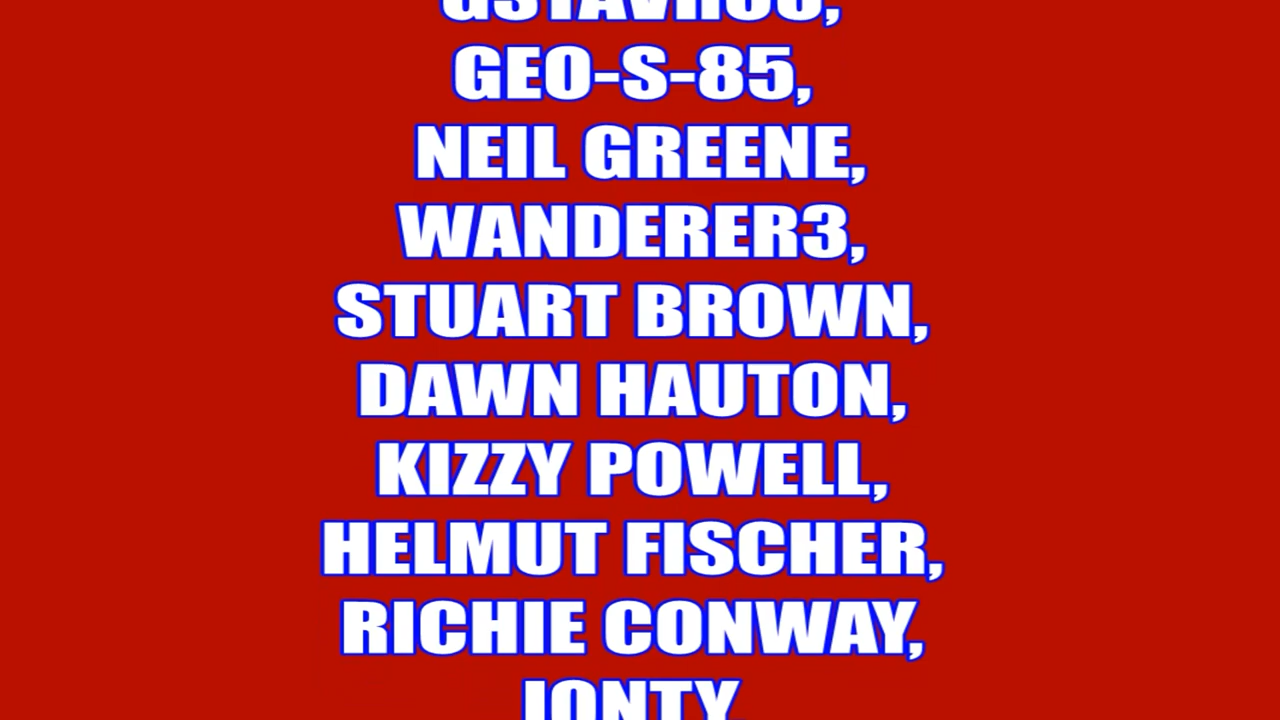 GEO-S-85,
NEIL GREENE,
WANDERER3,
STUART BROWN,
DAWN HAUTON,
KIZZY POWELL,
HELMUT FISCHER,
RICHIE CONWAY,
JONTY,